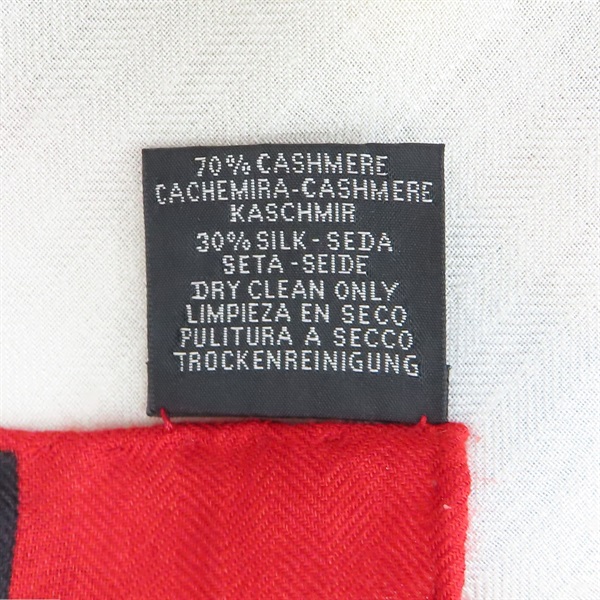 70% CASHMERE
CACHEMIRA-CASHMERE
KASCHMIR
30% SILK - SEDA
SETA - SEIDE
DRY CLEAN ONLY
LIMPIEZA EN SECO
PULITURA A SECCO
TROCKENREINIGUNG